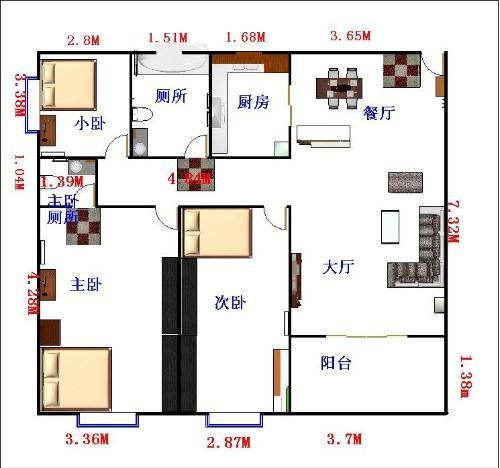 2.8M
1.51M
1.68M
3.65M
3.38M
小卧
厕所
厨房
餐厅
1.04M
1.39M
4.84M
主卧
厕所
7.32M
4.28M
主卧
次卧
大厅
阳台
1.38m
3.36M
2.87M
3.7M